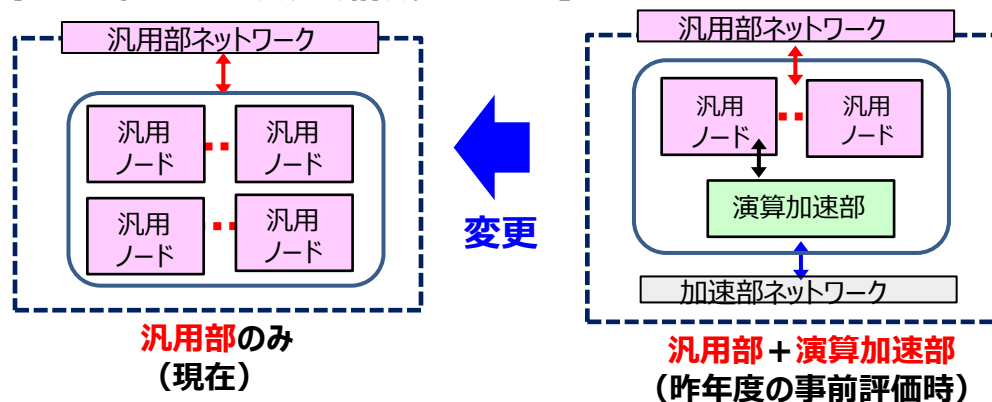 汎用部ネットワーク
汎用
ノード
汎用
ノード
汎用
ノード
汎用
ノード
汎用部のみ
（現在）
変更
汎用部ネットワーク
汎用
ノード
汎用
ノード
演算加速部
加速部ネットワーク
汎用部＋演算加速部
（昨年度の事前評価時）